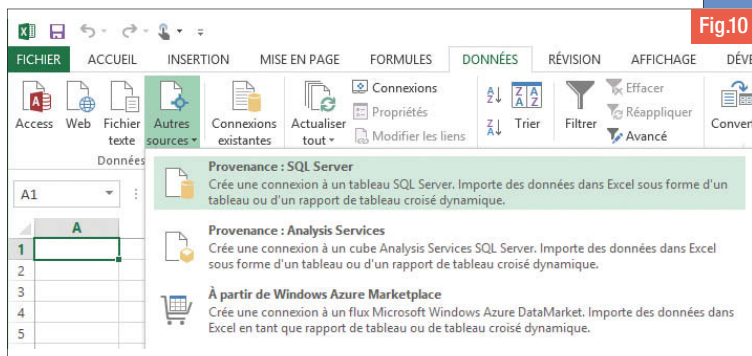 Fig.10
FICHIER ACCUEIL INSERTION MISE EN PAGE FORMULES DONNÉES RÉVISION AFFICHAGE DÉVE
Access Web Fichier texte Autres sources Connexions existantes Actualiser tout Connexions Propriétés Modifier les liens Trier Filtrer Effacer Réappliquer Avancé Convert
Données
A1
A
1
2
3
4
5
Provenance : SQL Server
Crée une connexion à un tableau SQL Server. Importe des données dans Excel sous forme d'un
tableau ou d'un rapport de tableau croisé dynamique.
Provenance : Analysis Services
Crée une connexion à un cube Analysis Services SQL Server. Importe des données dans Excel
sous forme d'un tableau ou d'un rapport de tableau croisé dynamique.
À partir de Windows Azure Marketplace
Crée une connexion à un flux Microsoft Windows Azure DataMarket. Importe des données dans
Excel en tant que rapport de tableau ou de tableau croisé dynamique.